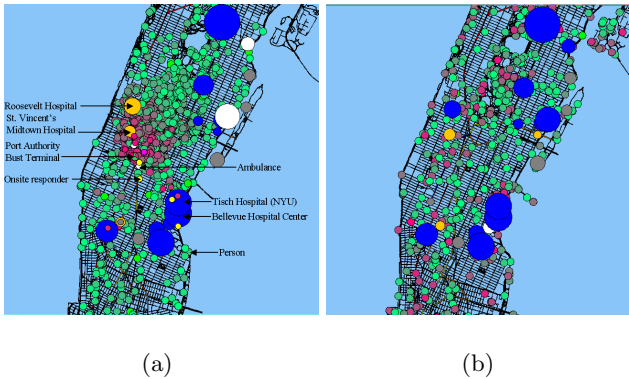 Roosevelt Hospital
St. Vincent's
Midtown Hospital
Port Authority
Bust Terminal
Ambulance
Onsite responder
Tisch Hospital (NYU)
Bellevue Hospital Center
Person
(a)
(b)